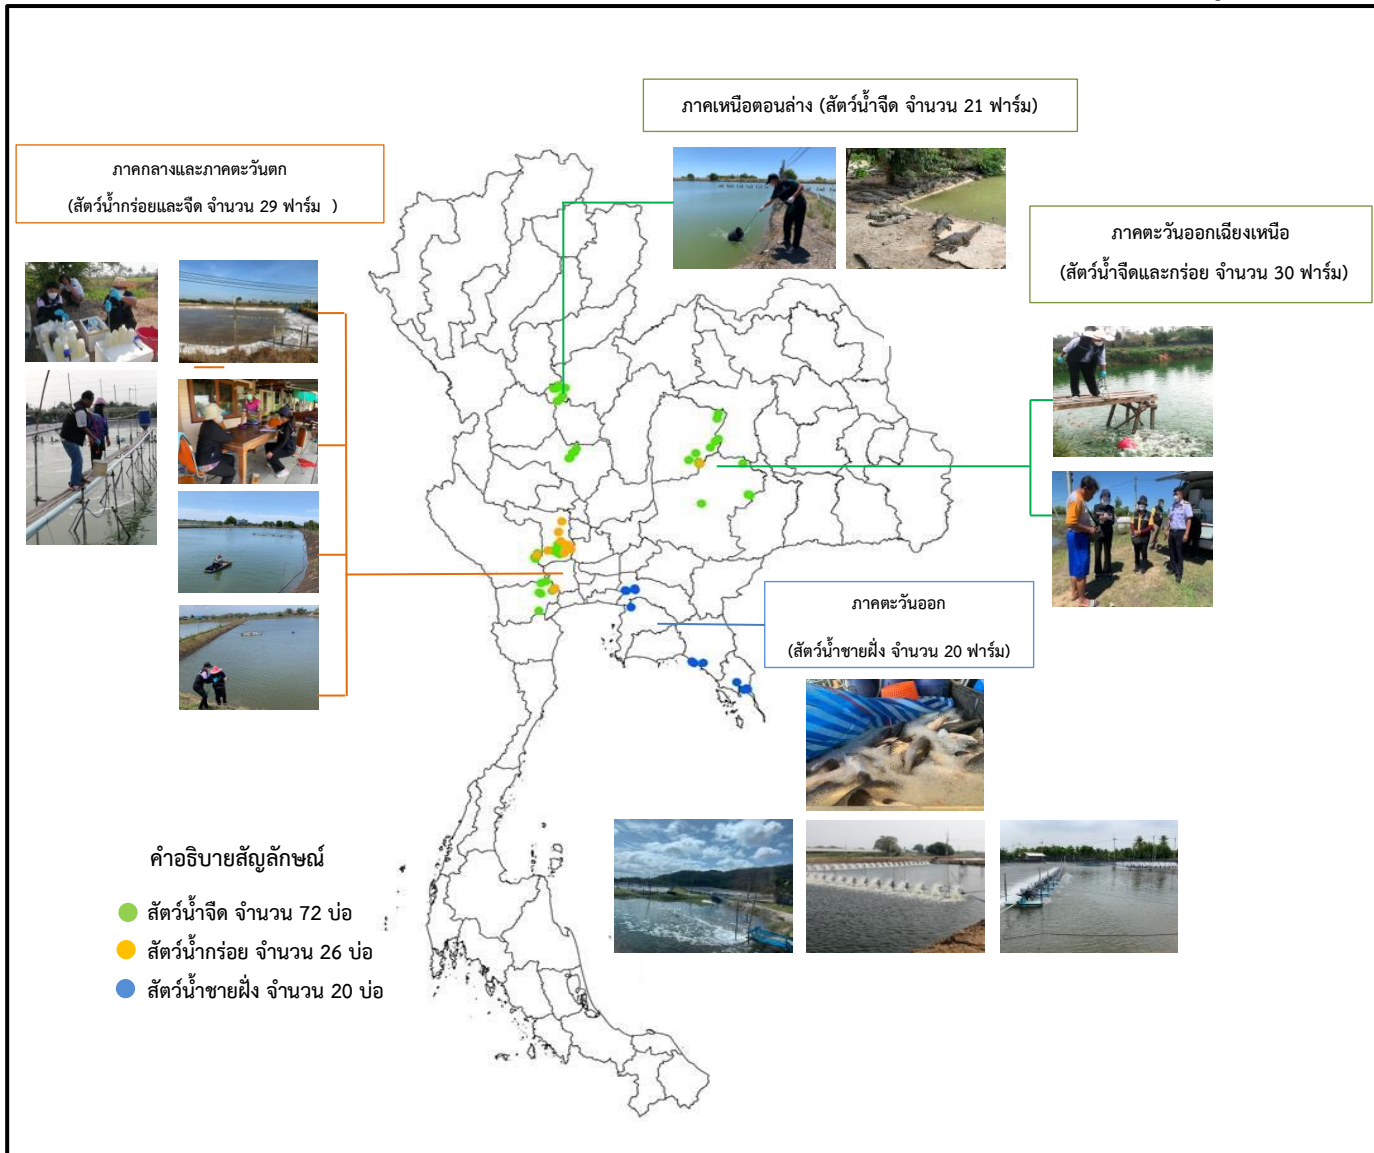 ภาคเหนือตอนล่าง (สัตว์น้ำจืด จำนวน 21 ฟาร์ม)
ภาคกลางและภาคตะวันตก
(สัตว์น้ำกร่อยและจืด จำนวน 29 ฟาร์ม )
ภาคตะวันออกเฉียงเหนือ
(สัตว์น้ำจืดและกร่อย จำนวน 30 ฟาร์ม)
ภาคตะวันออก
(สัตว์น้ำชายฝั่ง จำนวน 20 ฟาร์ม)
คำอธิบายสัญลักษณ์
สัตว์น้ำจืด จำนวน 72 บ่อ
สัตว์น้ำกร่อย จำนวน 26 บ่อ
สัตว์น้ำชายฝั่ง จำนวน 20 บ่อ